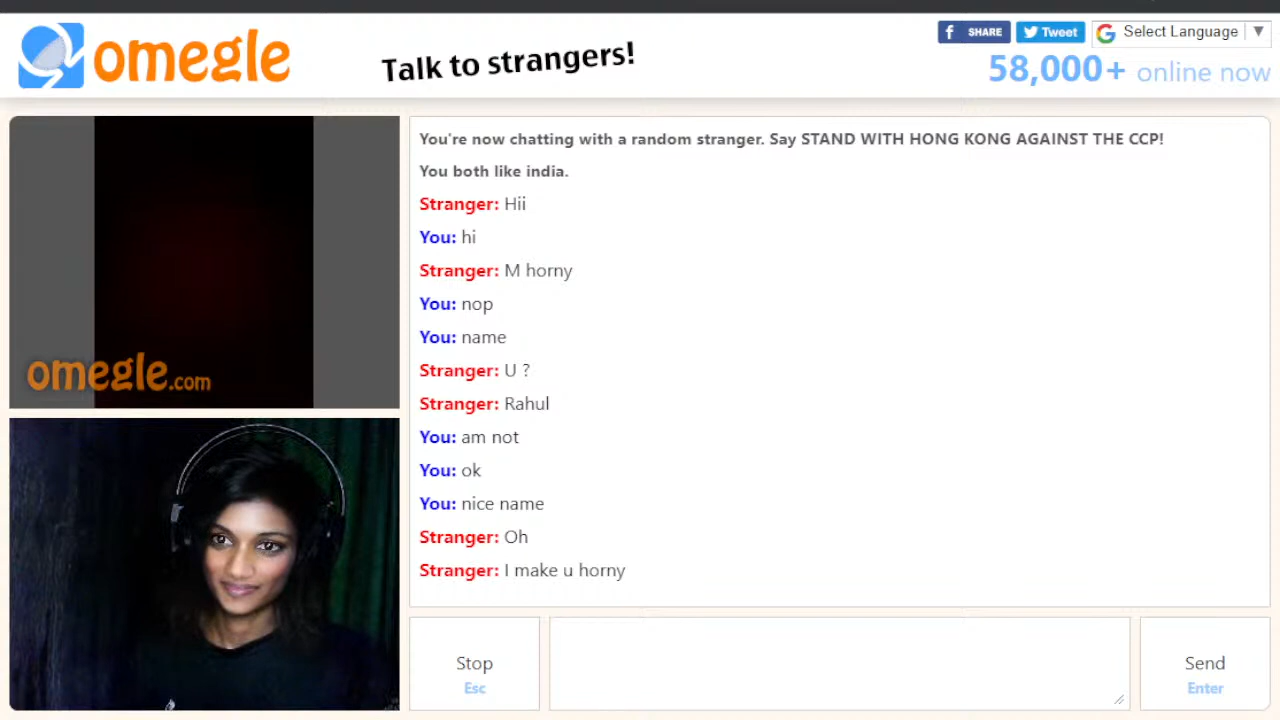 omegle
Talk to strangers!
f SHARE
Tweet
G Select Language ▼
58,000+ online now
omegle.com
You're now chatting with a random stranger. Say STAND WITH HONG KONG AGAINST THE CCP!
You both like india.
Stranger: Hii
You: hi
Stranger: M horny
You: nop
You: name
Stranger: U ?
Stranger: Rahul
You: am not
You: ok
You: nice name
Stranger: Oh
Stranger: I make u horny
Stop
Esc
Send
Enter